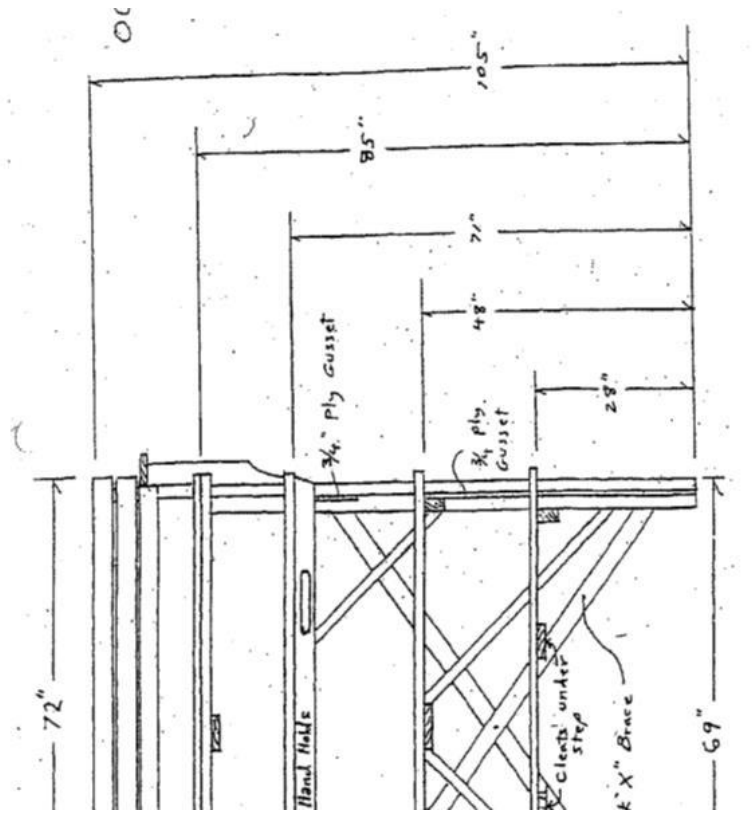 105"
85"
71"
48"
28"
3/4" Ply Gusset
3/4 ply.
Gusset
72"
69"
Hand Holds
Cleats under
step
"X" Brace